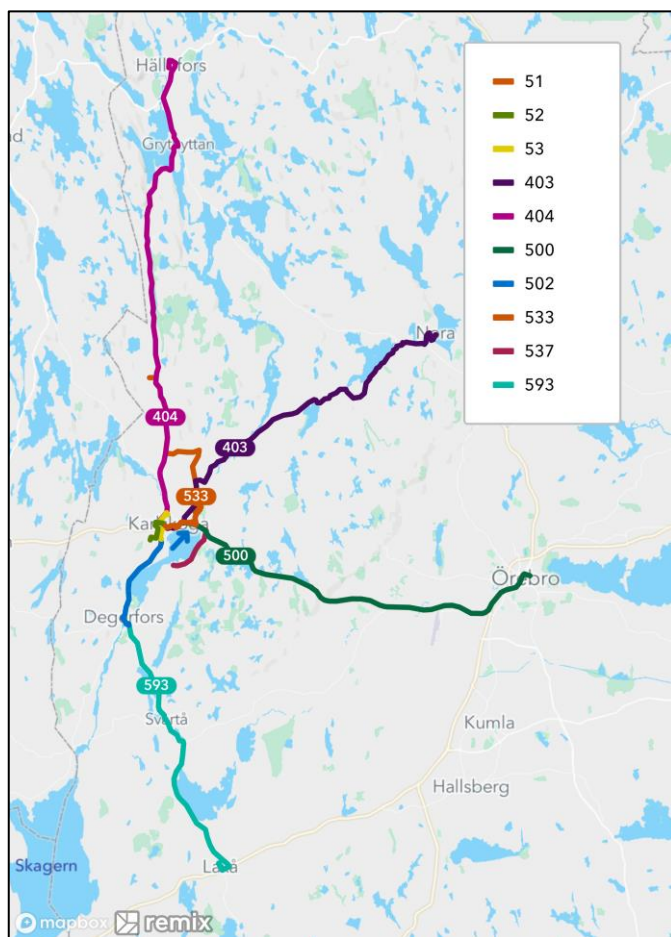 Hällefors
Grythyttan
51
52
53
403
404
500
502
533
537
593
Nora
404
403
533
Karlskoga
500
Örebro
Degerfors
593
Svartå
Kumla
Hallsberg
Laxå
Skagern
mapbox remix